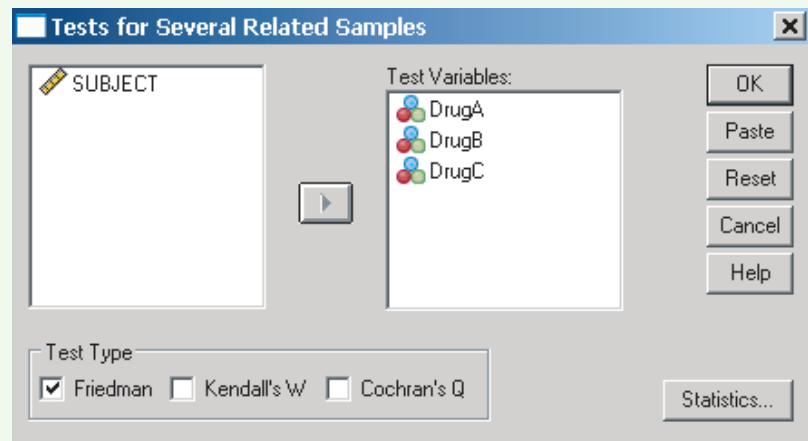 Tests for Several Related Samples
SUBJECT
Test Variables:
DrugA
DrugB
DrugC
OK
Paste
Reset
Cancel
Help
Test Type
Friedman Kendall's W Cochran's Q
Statistics...